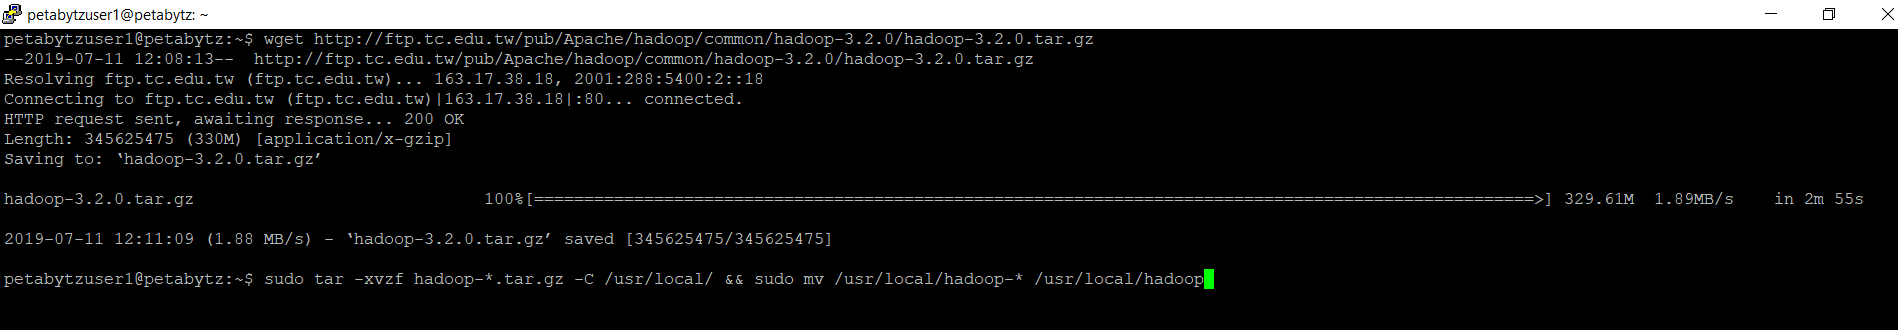 petabytzuser1@petabytz: ~
petabytzuser1@petabytz:~$ wget http://ftp.tc.edu.tw/pub/Apache/hadoop/common/hadoop-3.2.0/hadoop-3.2.0.tar.gz
--2019-07-11 12:08:13--  http://ftp.tc.edu.tw/pub/Apache/hadoop/common/hadoop-3.2.0/hadoop-3.2.0.tar.gz
Resolving ftp.tc.edu.tw (ftp.tc.edu.tw)... 163.17.38.18, 2001:288:5400:2::18
Connecting to ftp.tc.edu.tw (ftp.tc.edu.tw)|163.17.38.18|:80... connected.
HTTP request sent, awaiting response... 200 OK
Length: 345625475 (330M) [application/x-gzip]
Saving to: ‘hadoop-3.2.0.tar.gz’
hadoop-3.2.0.tar.gz                             100%[====================================================================================================>] 329.61M  1.89MB/s    in 2m 55s
2019-07-11 12:11:09 (1.88 MB/s) - ‘hadoop-3.2.0.tar.gz’ saved [345625475/345625475]
petabytzuser1@petabytz:~$ sudo tar -xvzf hadoop-*.tar.gz -C /usr/local/ && sudo mv /usr/local/hadoop-* /usr/local/hadoop